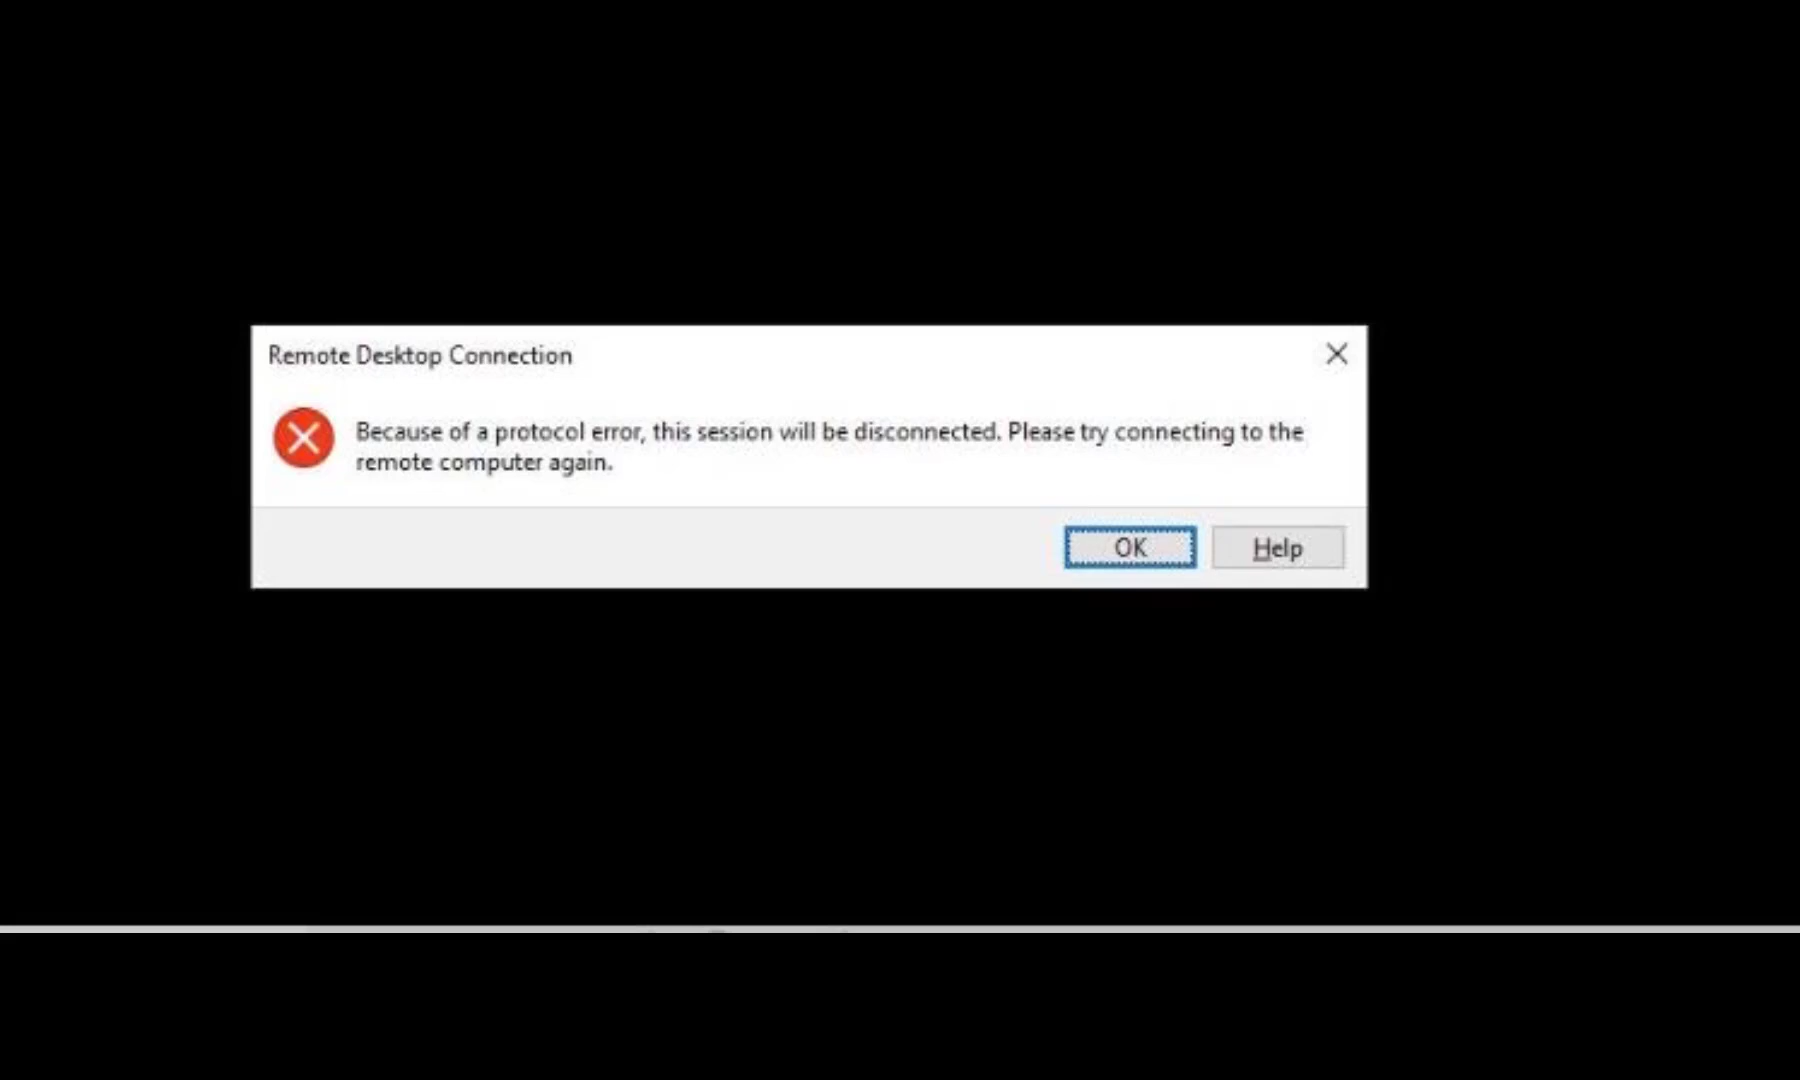 Remote Desktop Connection
Because of a protocol error, this session will be disconnected. Please try connecting to the
remote computer again.
OK
Help